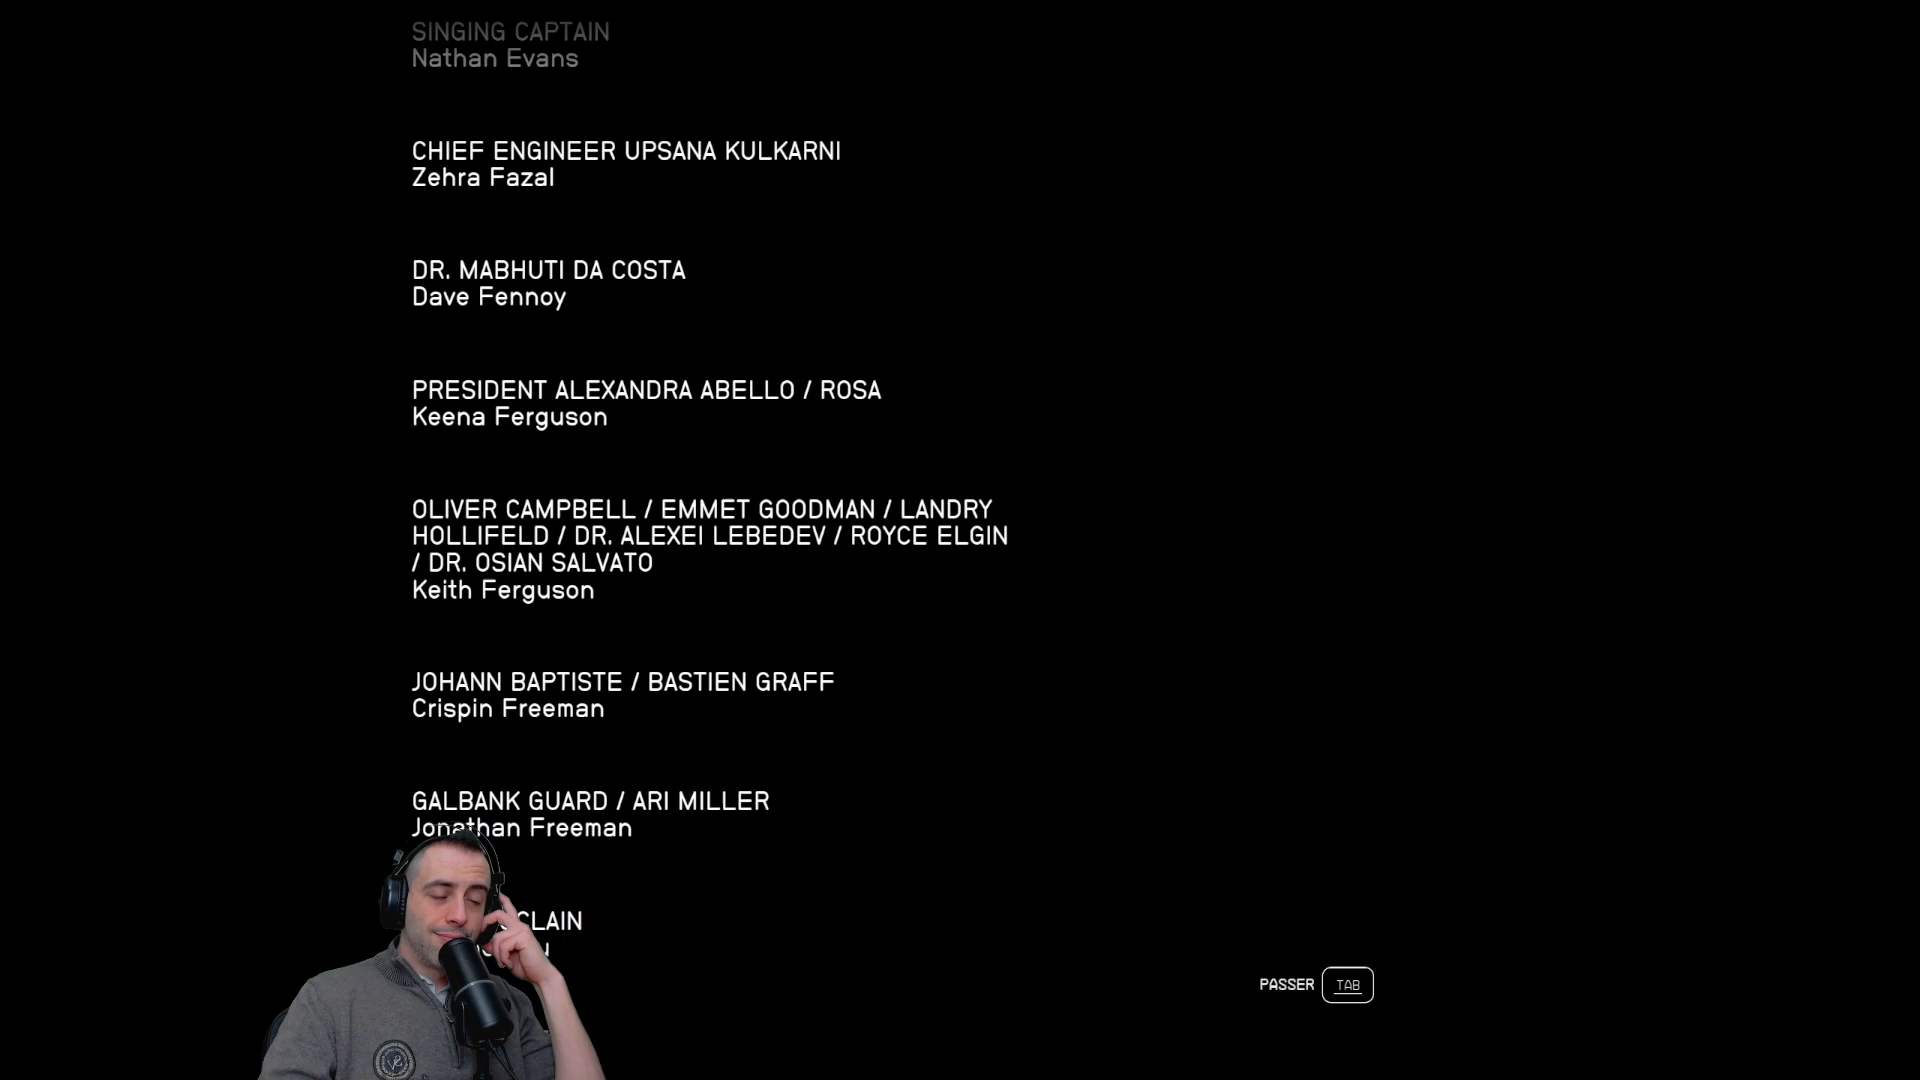 SINGING CAPTAIN
Nathan Evans
CHIEF ENGINEER UPSANA KULKARNI
Zehra Fazal
DR. MABHUTI DA COSTA
Dave Fennoy
PRESIDENT ALEXANDRA ABELLO / ROSA
Keena Ferguson
OLIVER CAMPBELL / EMMET GOODMAN / LANDRY
HOLLIFELD / DR. ALEXEI LEBEDEV / ROYCE ELGIN
/ DR. OSIAN SALVATO
Keith Ferguson
JOHANN BAPTISTE / BASTIEN GRAFF
Crispin Freeman
GALBANK GUARD / ARI MILLER
Jonathan Freeman
PASSER TAB